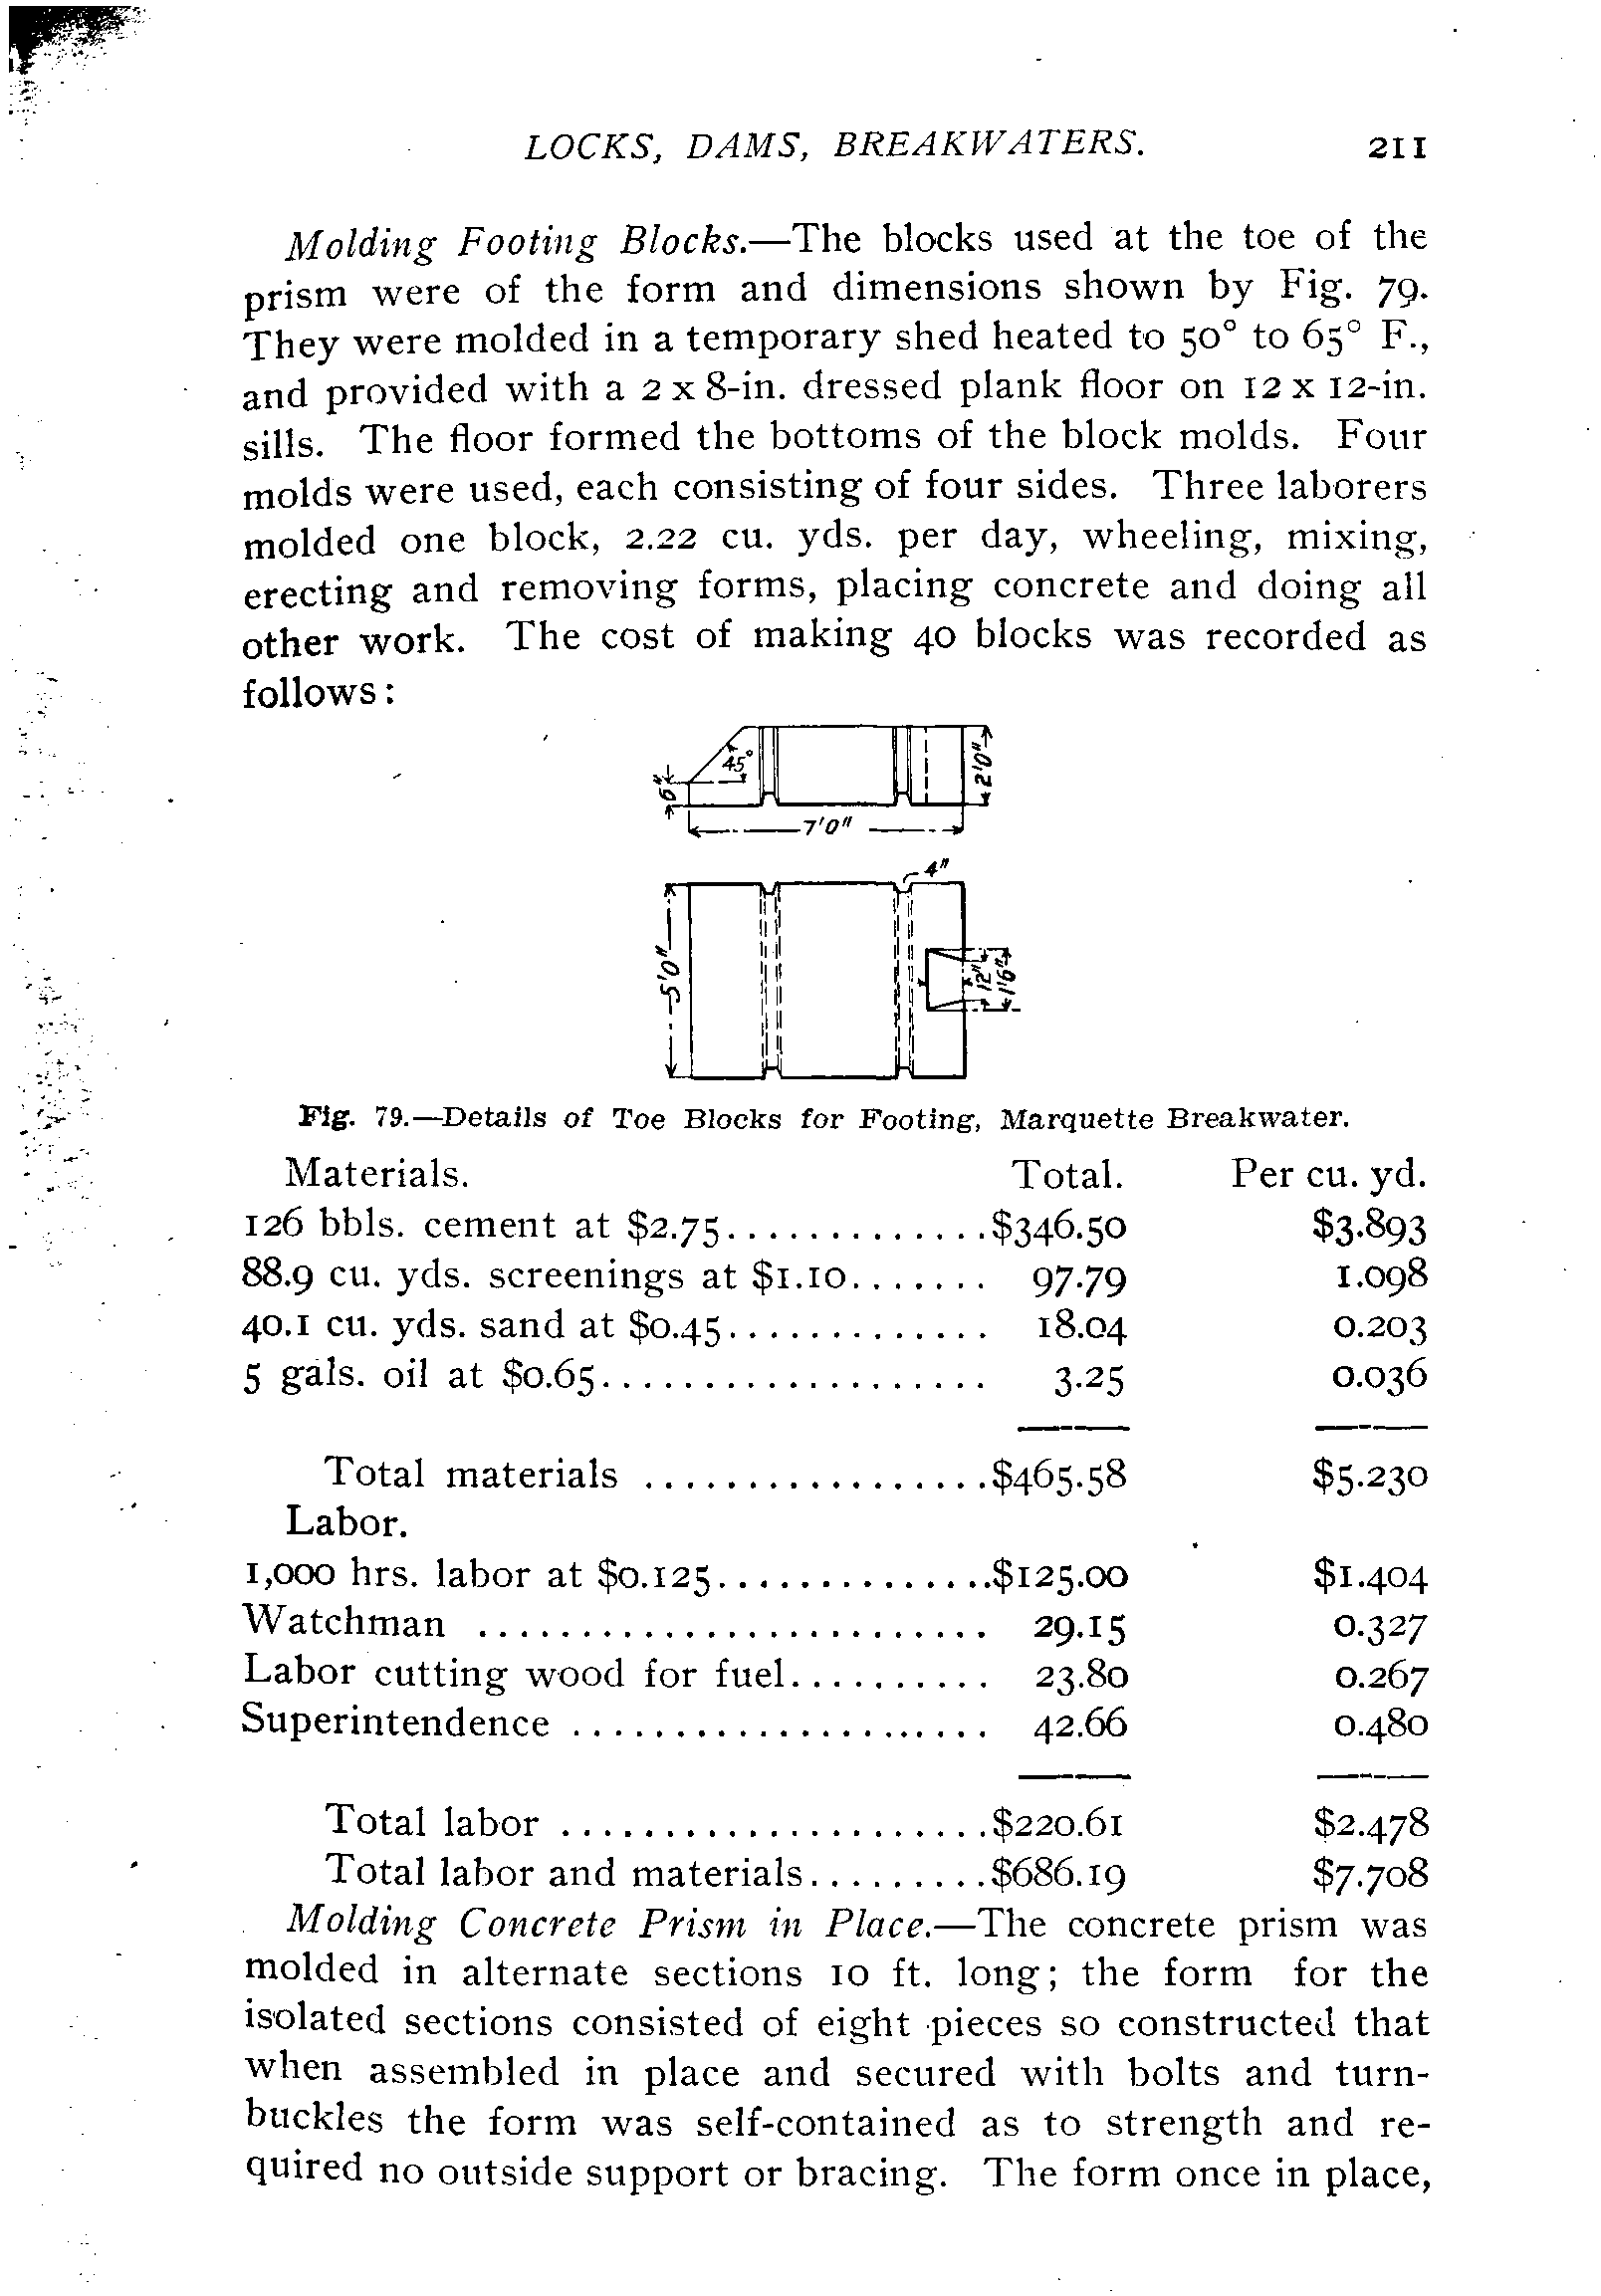 LOCKS, DAMS, BREAKWATERS. 211
Molding Footing Blocks.—The blocks used at the toe of the
prism were of the form and dimensions shown by Fig. 79.
They were molded in a temporary shed heated to 50° to 65° F.,
and provided with a 2 x 8-in. dressed plank floor on 12 x 12-in.
sills. The floor formed the bottoms of the block molds. Four
molds were used, each consisting of four sides. Three laborers
molded one block, 2.22 cu. yds. per day, wheeling, mixing,
erecting and removing forms, placing concrete and doing all
other work. The cost of making 40 blocks was recorded as
follows:
45°
2'0"
6"
7'0"
4"
5'0"
12"
1'6"
Fig. 79.—Details of Toe Blocks for Footing, Marquette Breakwater.
Materials. Total. Per cu. yd.
126 bbls. cement at $2.75.............$346.50 $3.893
88.9 cu. yds. screenings at $1.10....... 97.79 1.098
40.1 cu. yds. sand at $0.45............. 18.04 0.203
5 gals. oil at $0.65................... 3.25 0.036
Total materials .................$465.58 $5.230
Labor.
1,000 hrs. labor at $0.125..............$125.00 $1.404
Watchman ......................... 29.15 0.327
Labor cutting wood for fuel.......... 23.80 0.267
Superintendence .................... 42.66 0.480
Total labor .....................$220.61 $2.478
Total labor and materials.........$686.19 $7.708
Molding Concrete Prism in Place.—The concrete prism was
molded in alternate sections 10 ft. long; the form for the
isolated sections consisted of eight pieces so constructed that
when assembled in place and secured with bolts and turn-
buckles the form was self-contained as to strength and re-
quired no outside support or bracing. The form once in place,